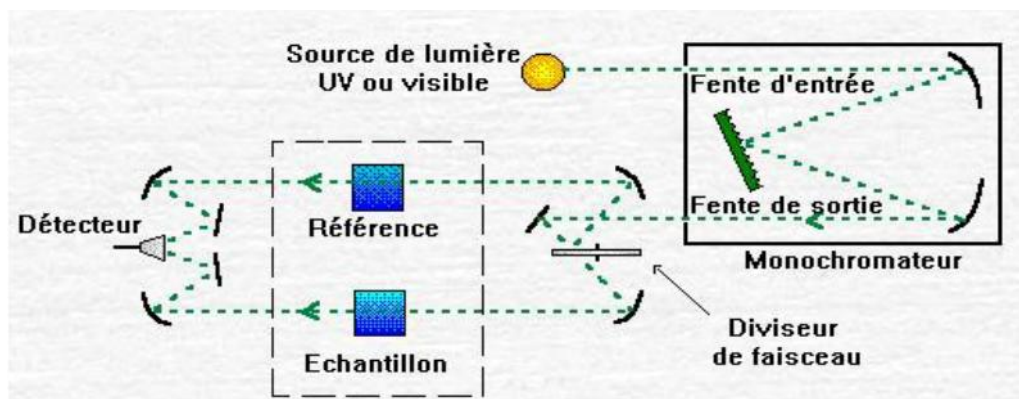 Source de lumière
UV ou visible
Fente d'entrée
Fente de sortie
Monochromateur
Détecteur
Référence
Echantillon
Diviseur
de faisceau